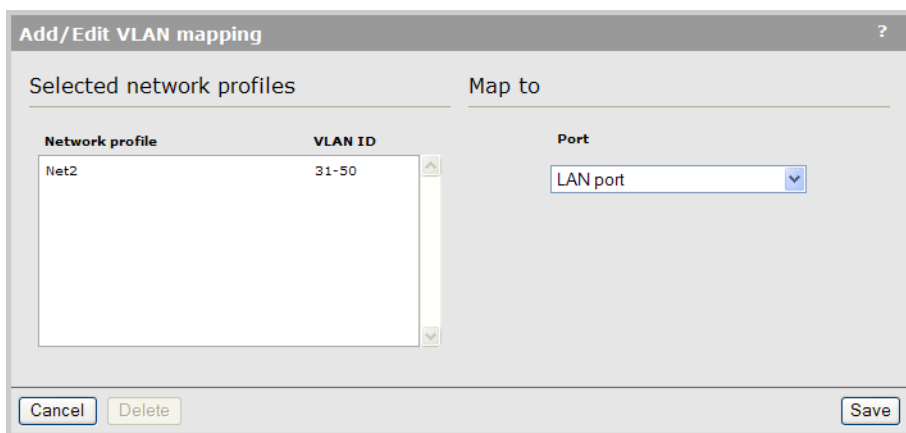 Add/Edit VLAN mapping ?
Selected network profiles
Map to
Network profile VLAN ID
Net2 31-50
Port
LAN port
Cancel Delete Save